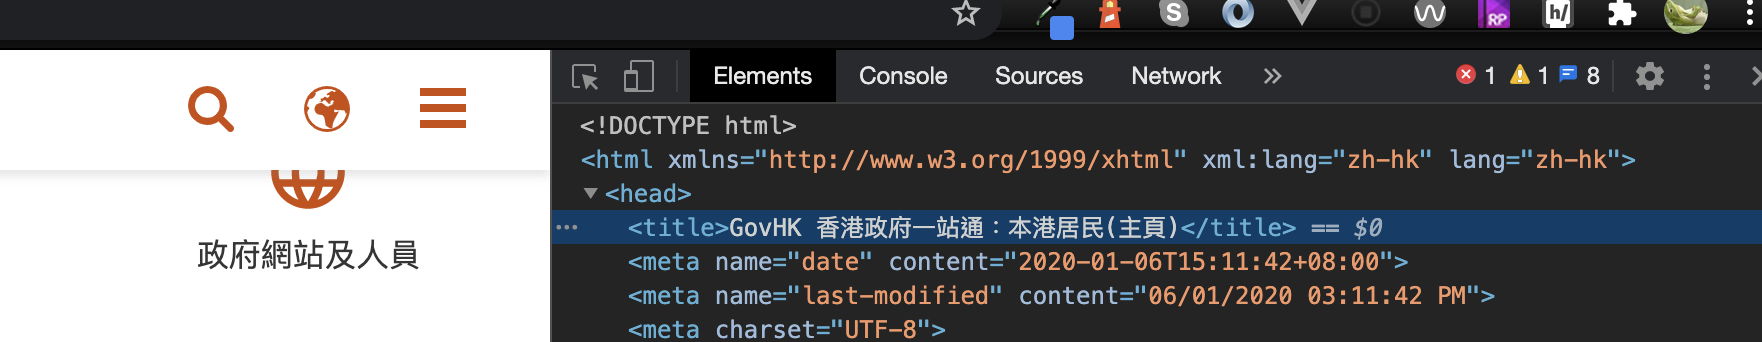 RP
h/
Elements Console Sources Network » 1 1 8
<!DOCTYPE html>
<html xmlns="http://www.w3.org/1999/xhtml" xml:lang="zh-hk" lang="zh-hk">
<head>
<title>GovHK 香港政府一站通：本港居民(主頁)</title> == $0
政府網站及人員
<meta name="date" content="2020-01-06T15:11:42+08:00">
<meta name="last-modified" content="06/01/2020 03:11:42 PM">
<meta charset="UTF-8">